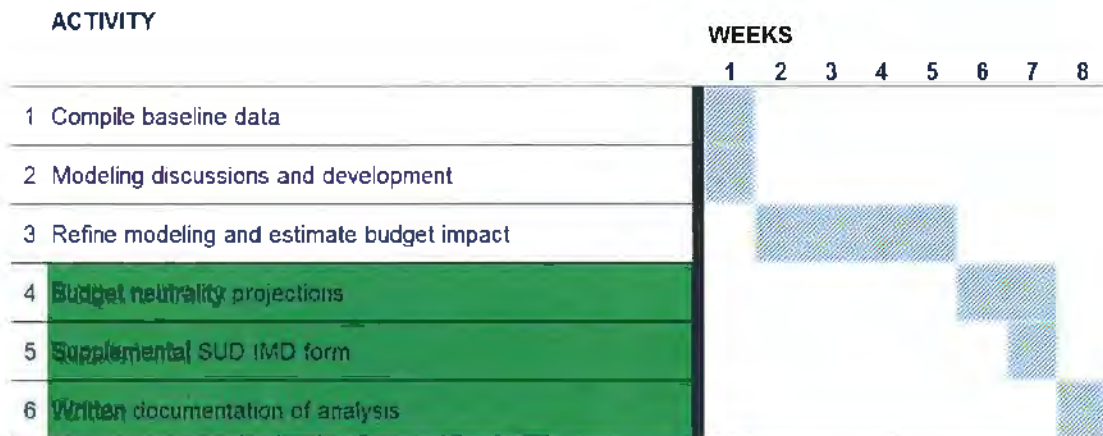 ACTIVITY
WEEKS
1 2 3 4 5 6 7 8
1 Compile baseline data
2 Modeling discussions and development
3 Refine modeling and estimate budget impact
4 Budget neutrality projections
5 Supplemental SUD IMD form
6 Written documentation of analysis